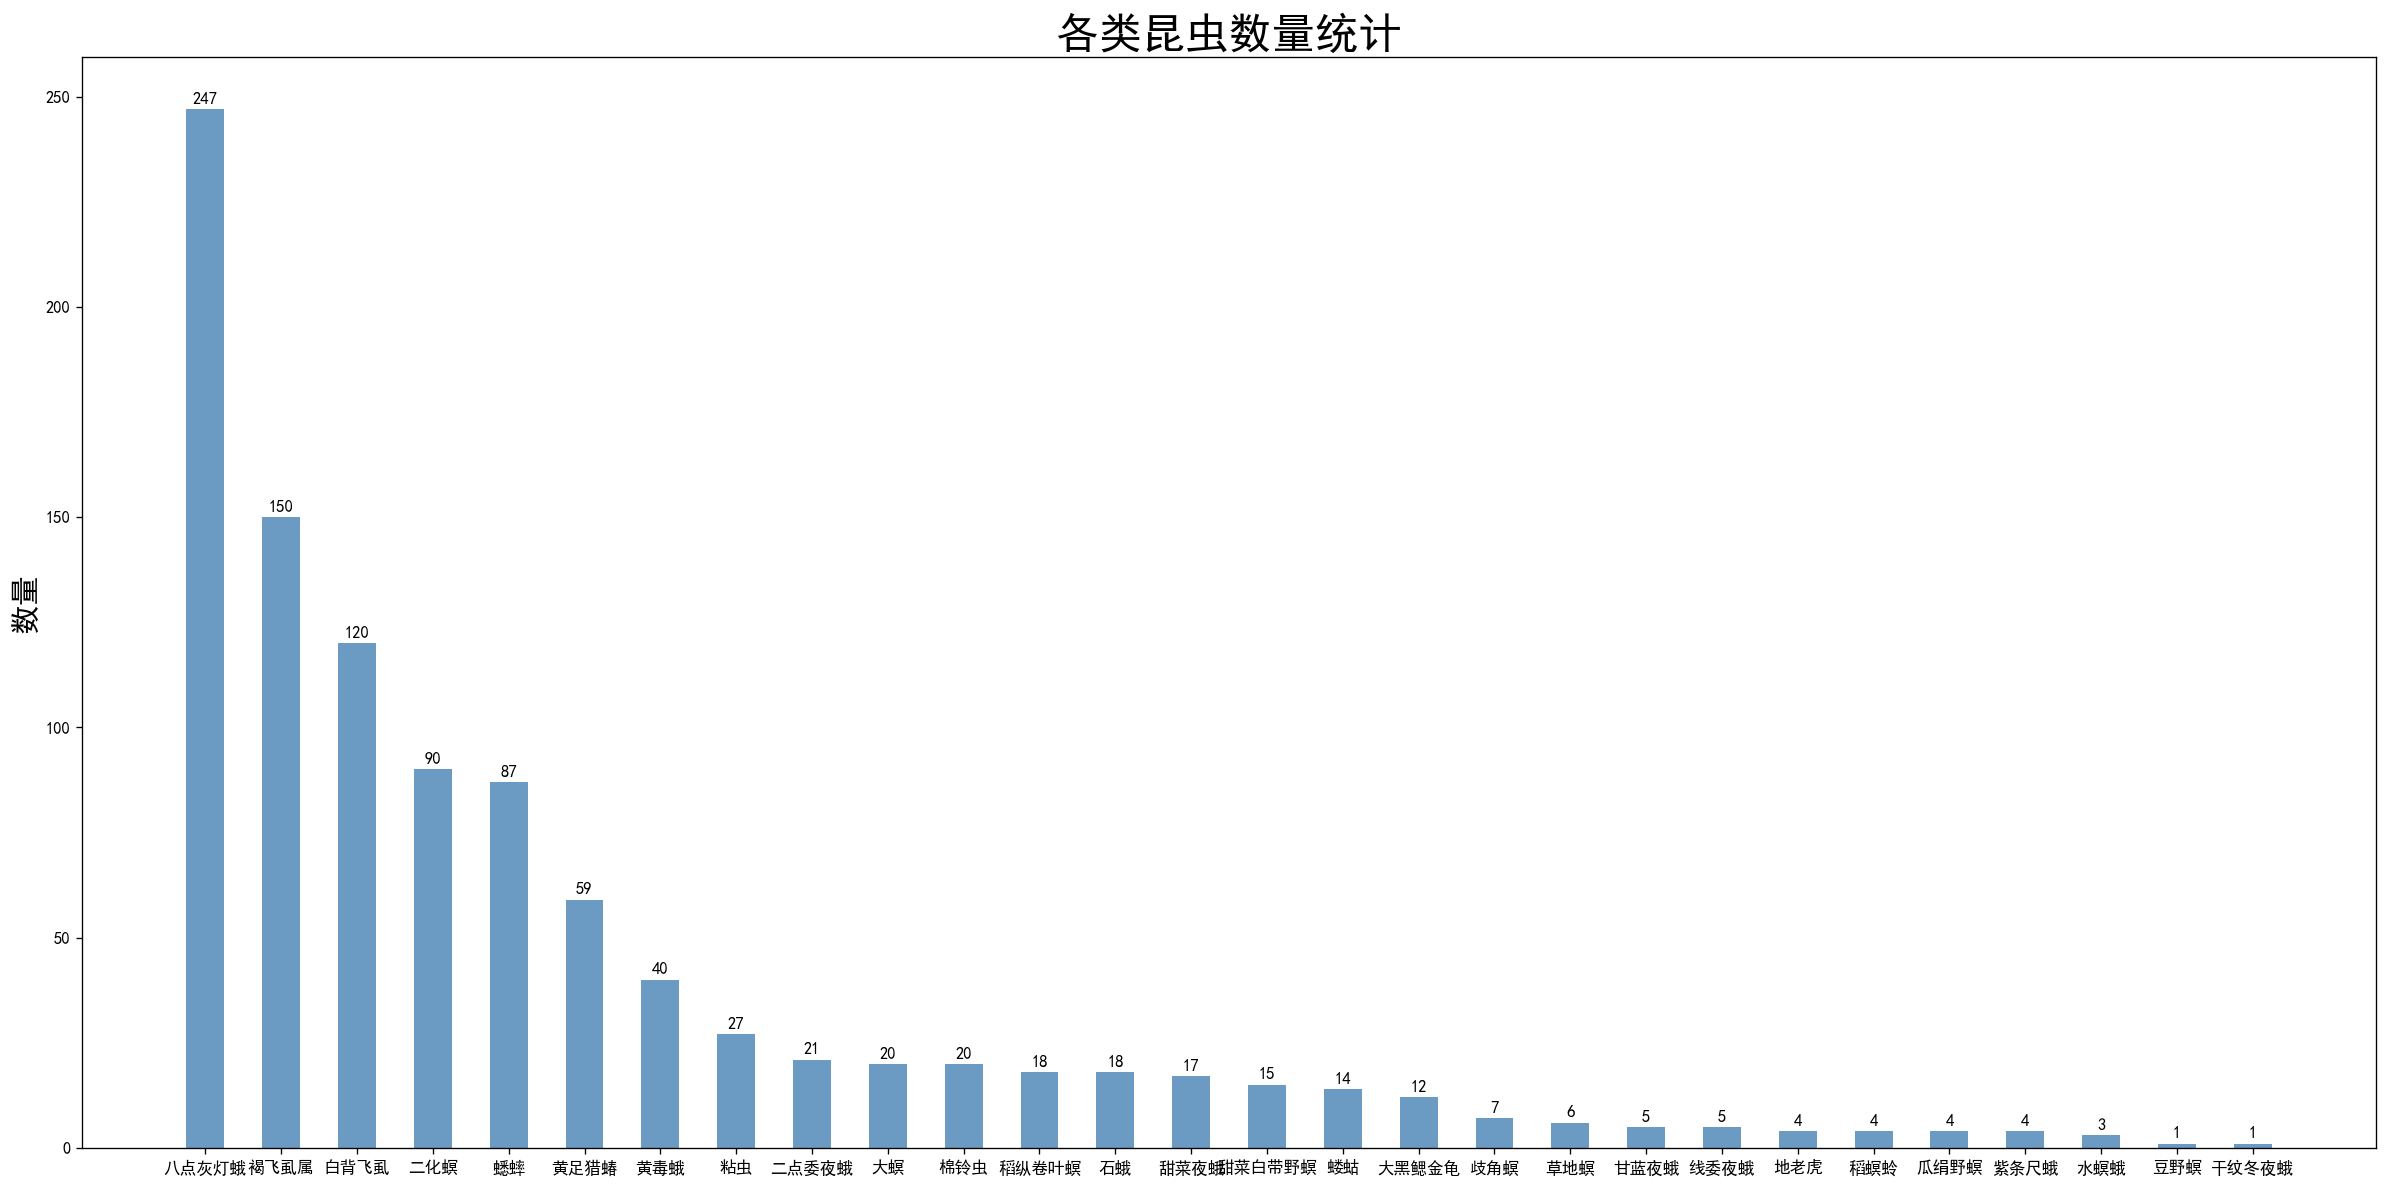 各类昆虫数量统计
数量
250
200
150
100
50
0
247
150
120
90
87
59
40
27
21
20
20
18
18
17
15
14
12
7
6
5
5
4
4
4
4
3
1
1
八点灰灯蛾
褐飞虱属
白背飞虱
二化螟
蟋蟀
黄足猎蝽
黄毒蛾
粘虫
二点委夜蛾
大螟
棉铃虫
稻纵卷叶螟
石蛾
甜菜夜蛾
甜菜白带野螟
蝼蛄
大黑鳃金龟
歧角螟
草地螟
甘蓝夜蛾
线委夜蛾
地老虎
稻螟蛉
瓜绢野螟
紫条尺蛾
水螟蛾
豆野螟
干纹冬夜蛾